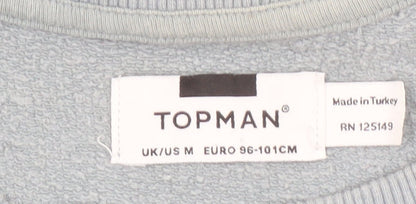 TOPMAN®
UK/US M EURO 96-101CM
Made in Turkey
RN 125149